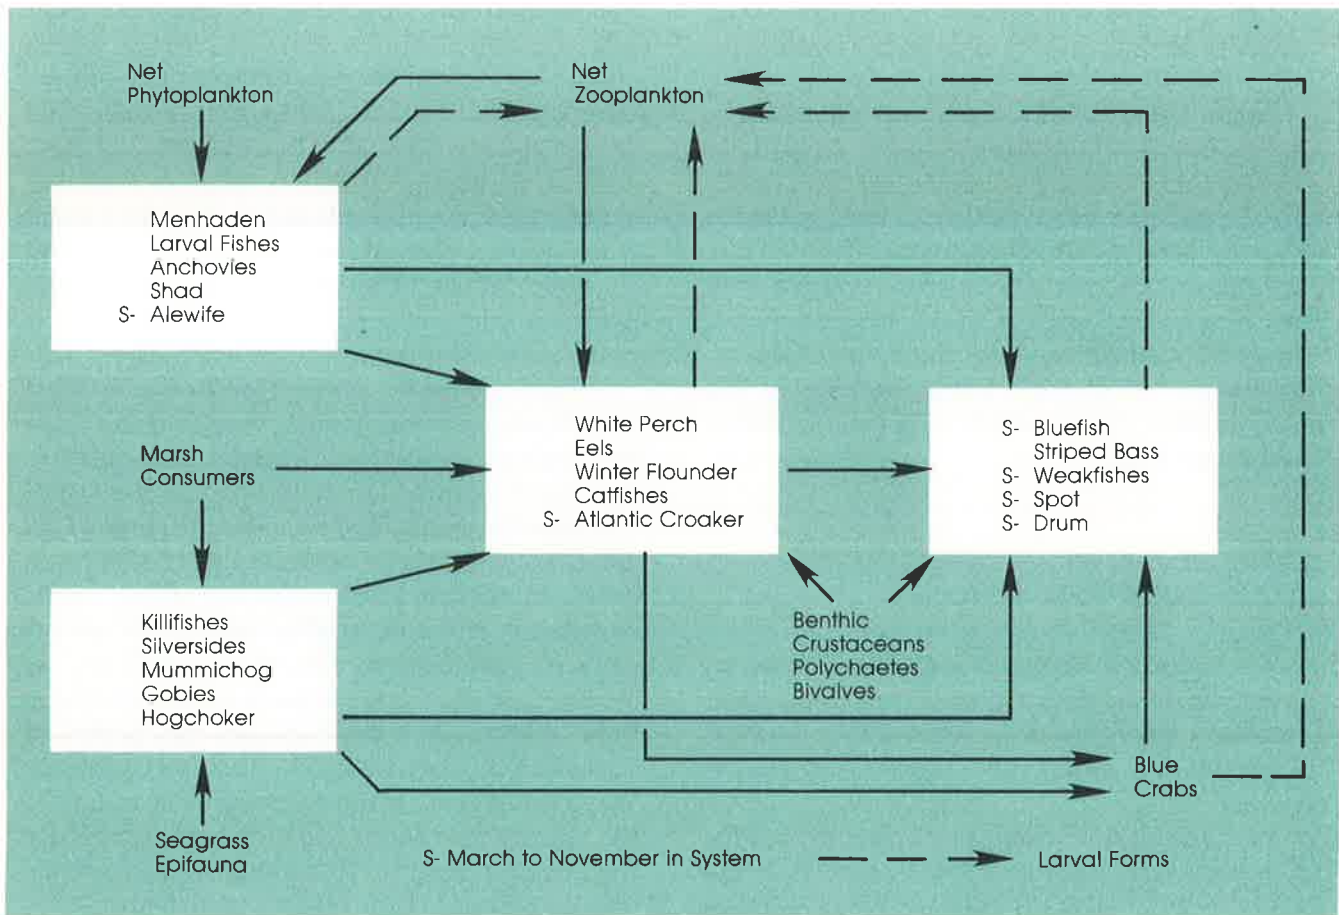 Net
Phytoplankton
Net
Zooplankton
Menhaden
Larval Fishes
Anchovies
Shad
S- Alewife
White Perch
Eels
Winter Flounder
Catfishes
S- Atlantic Croaker
S- Bluefish
Striped Bass
S- Weakfishes
S- Spot
S- Drum
Marsh
Consumers
Killifishes
Silversides
Mummichog
Gobies
Hogchoker
Benthic
Crustaceans
Polychaetes
Bivalves
Blue
Crabs
Seagrass
Epifauna
S- March to November in System
Larval Forms